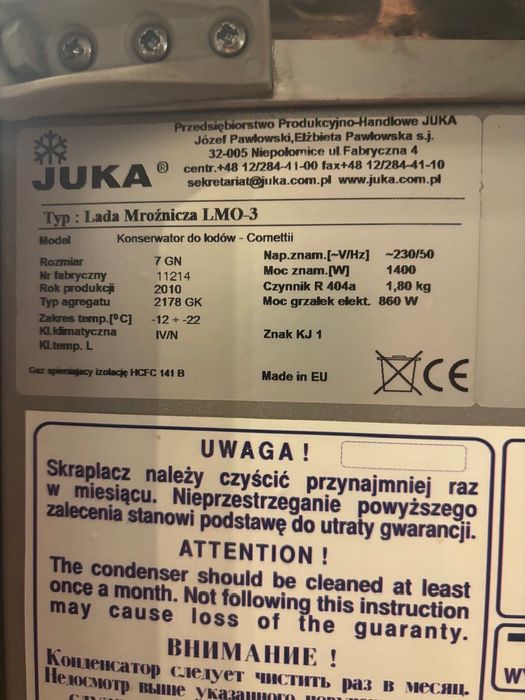 Przedsiębiorstwo Produkcyjno-Handlowe JUKA
Józef Pawłowski,Elżbieta Pawłowska s.j.
32-005 Niepołomice ul.Fabryczna 4
centr.+48 12/284-41-00 fax+48 12/284-41-10
sekretariat@juka.com.pl www.juka.com.pl
JUKA®
Typ : Lada Mroźnicza LMO-3
Model Konserwator do lodów - Cornettii
Rozmiar 7 GN Nap.znam.[~V/Hz] ~230/50
Nr fabryczny 11214 Moc znam.[W] 1400
Rok produkcji 2010 Czynnik R 404a 1,80 kg
Typ agregatu 2178 GK Moc grzałek elekt. 860 W
Zakres temp.[°C] -12 ÷ -22
Kl.klimatyczna IV/N Znak KJ 1
Kl.temp. L
Gaz spieniajacy izolację HCFC 141 B Made in EU CE
UWAGA !
Skraplacz należy czyścić przynajmniej raz
w miesiącu. Nieprzestrzeganie powyższego
zalecenia stanowi podstawę do utraty gwarancji.
ATTENTION !
The condenser should be cleaned at least
once a month. Not following this instruction
may cause loss of the guaranty.
ВНИМАНИЕ !
Конденсатор следует чистить раз в месяц.
Недосмотр выше указанного